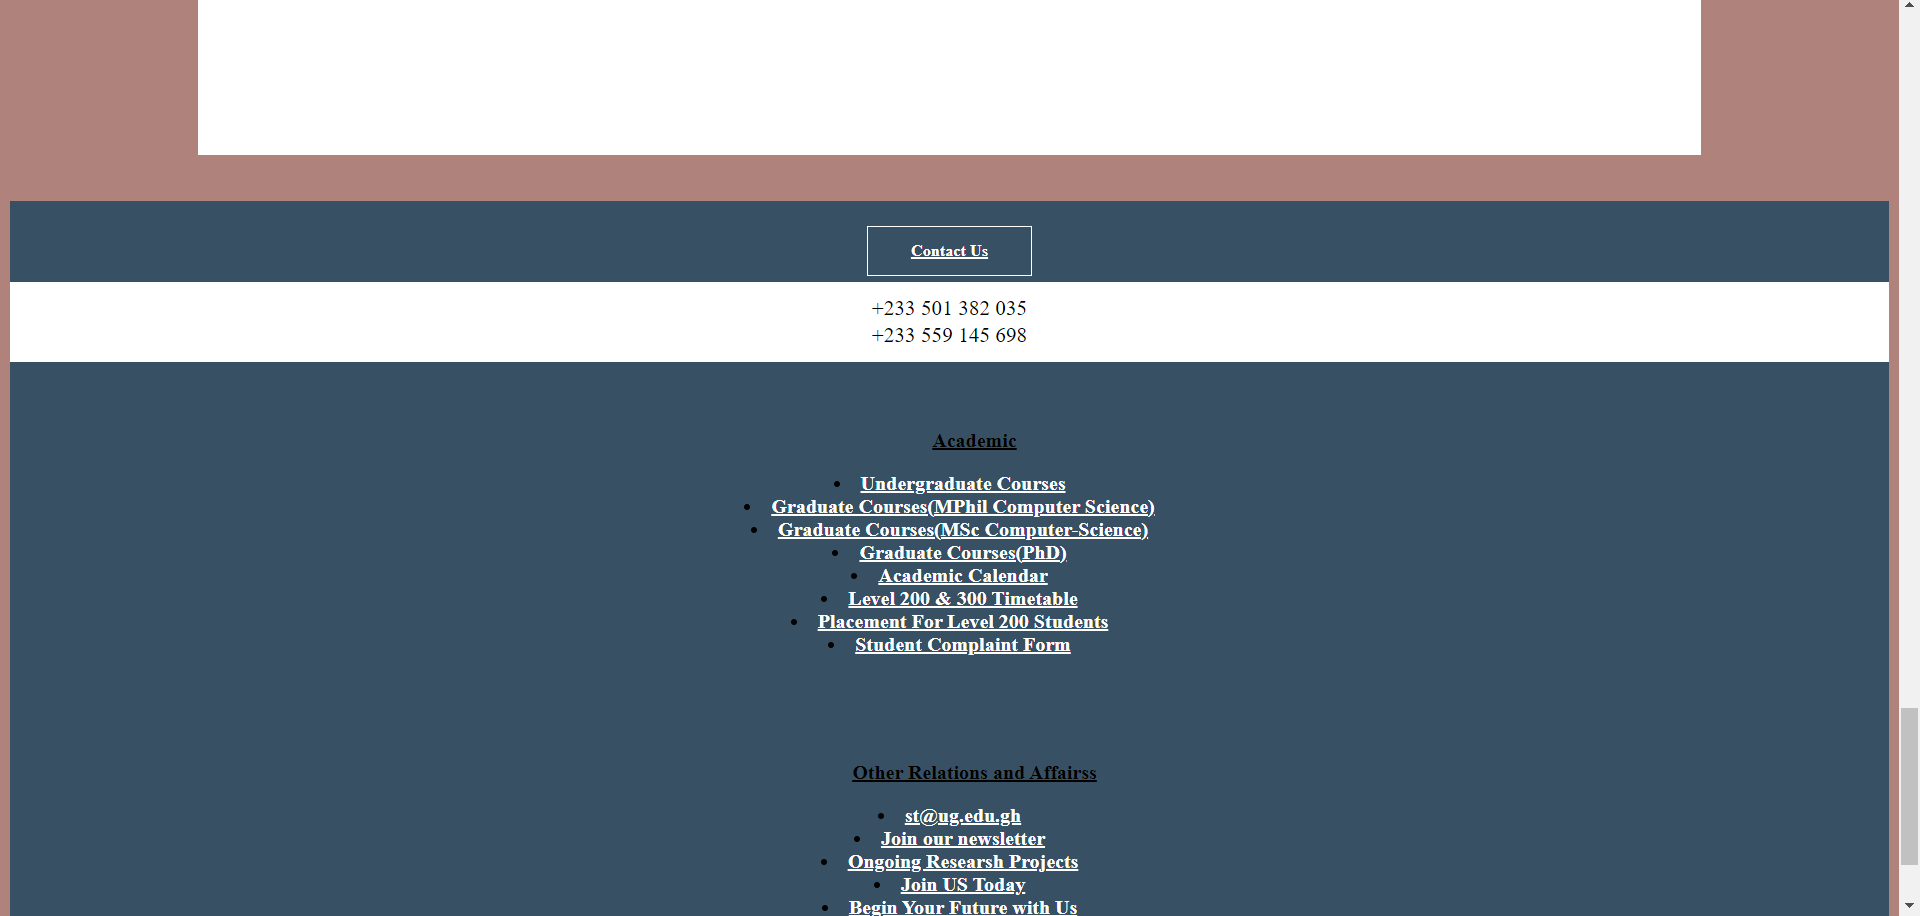 Contact Us
+233 501 382 035
+233 559 145 698
Academic
Undergraduate Courses
Graduate Courses(MPhil Computer Science)
Graduate Courses(MSc Computer-Science)
Graduate Courses(PhD)
Academic Calendar
Level 200 & 300 Timetable
Placement For Level 200 Students
Student Complaint Form
Other Relations and Affairss
st@ug.edu.gh
Join our newsletter
Ongoing Researsh Projects
Join US Today
Begin Your Future with Us